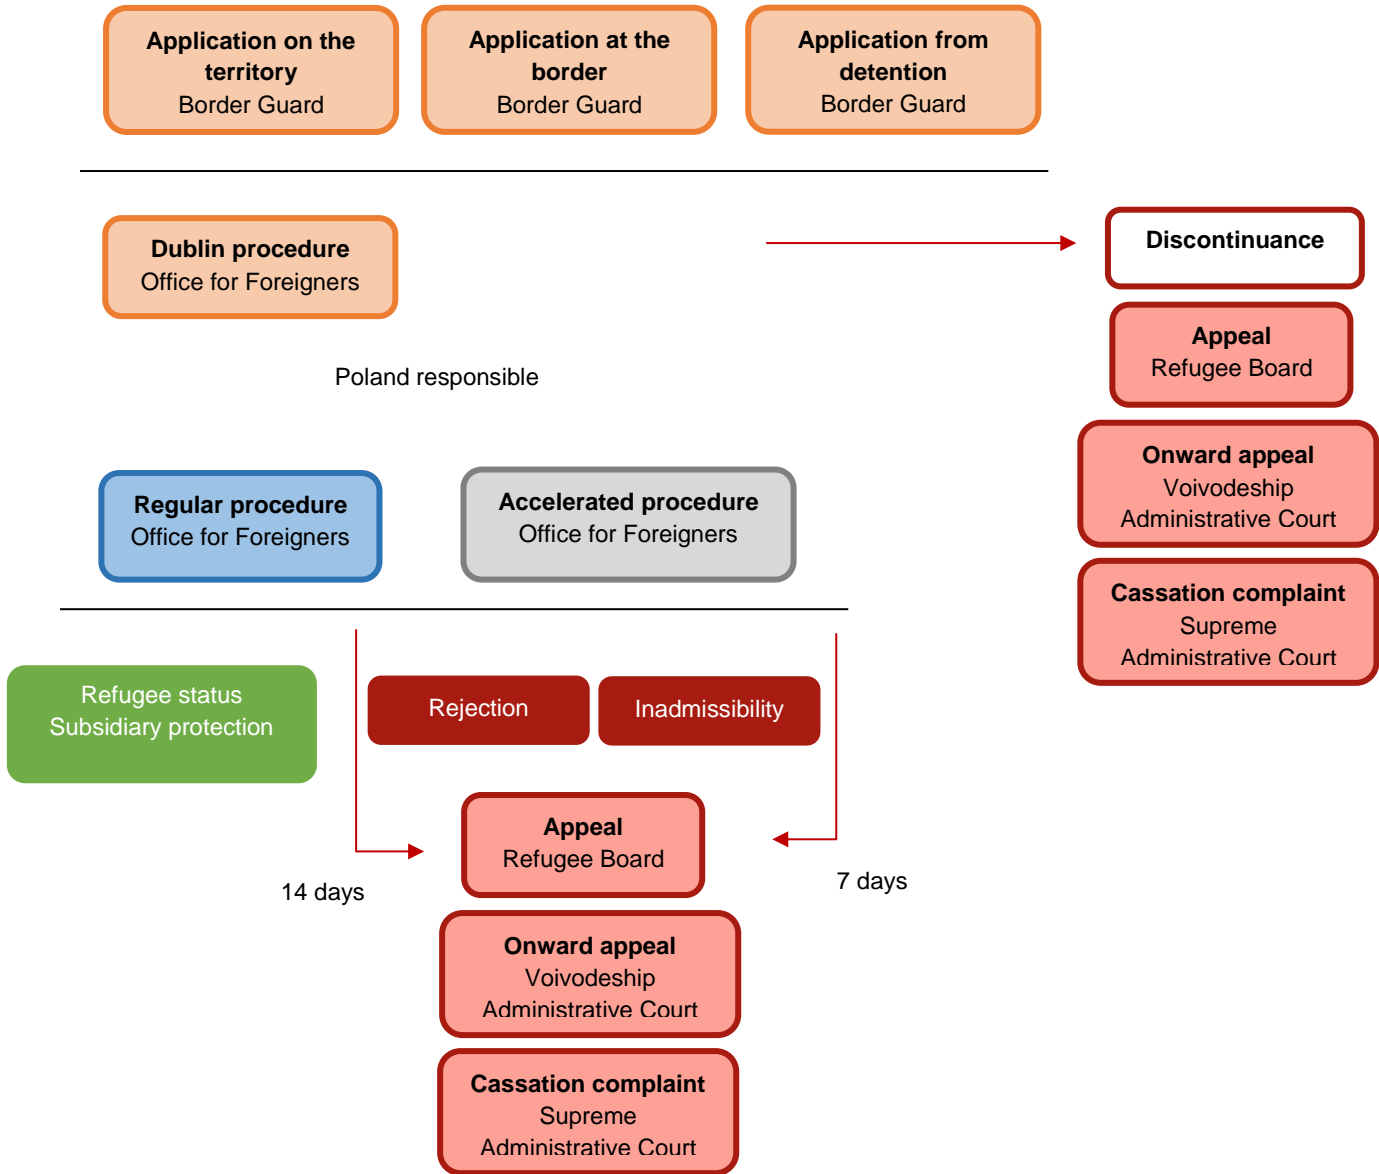 Application on the
territory
Border Guard
Application at the
border
Border Guard
Application from
detention
Border Guard
Dublin procedure
Office for Foreigners
Discontinuance
Appeal
Refugee Board
Poland responsible
Onward appeal
Voivodeship
Administrative Court
Regular procedure
Office for Foreigners
Accelerated procedure
Office for Foreigners
Cassation complaint
Supreme
Administrative Court
Refugee status
Subsidiary protection
Rejection
Inadmissibility
Appeal
Refugee Board
14 days
7 days
Onward appeal
Voivodeship
Administrative Court
Cassation complaint
Supreme
Administrative Court